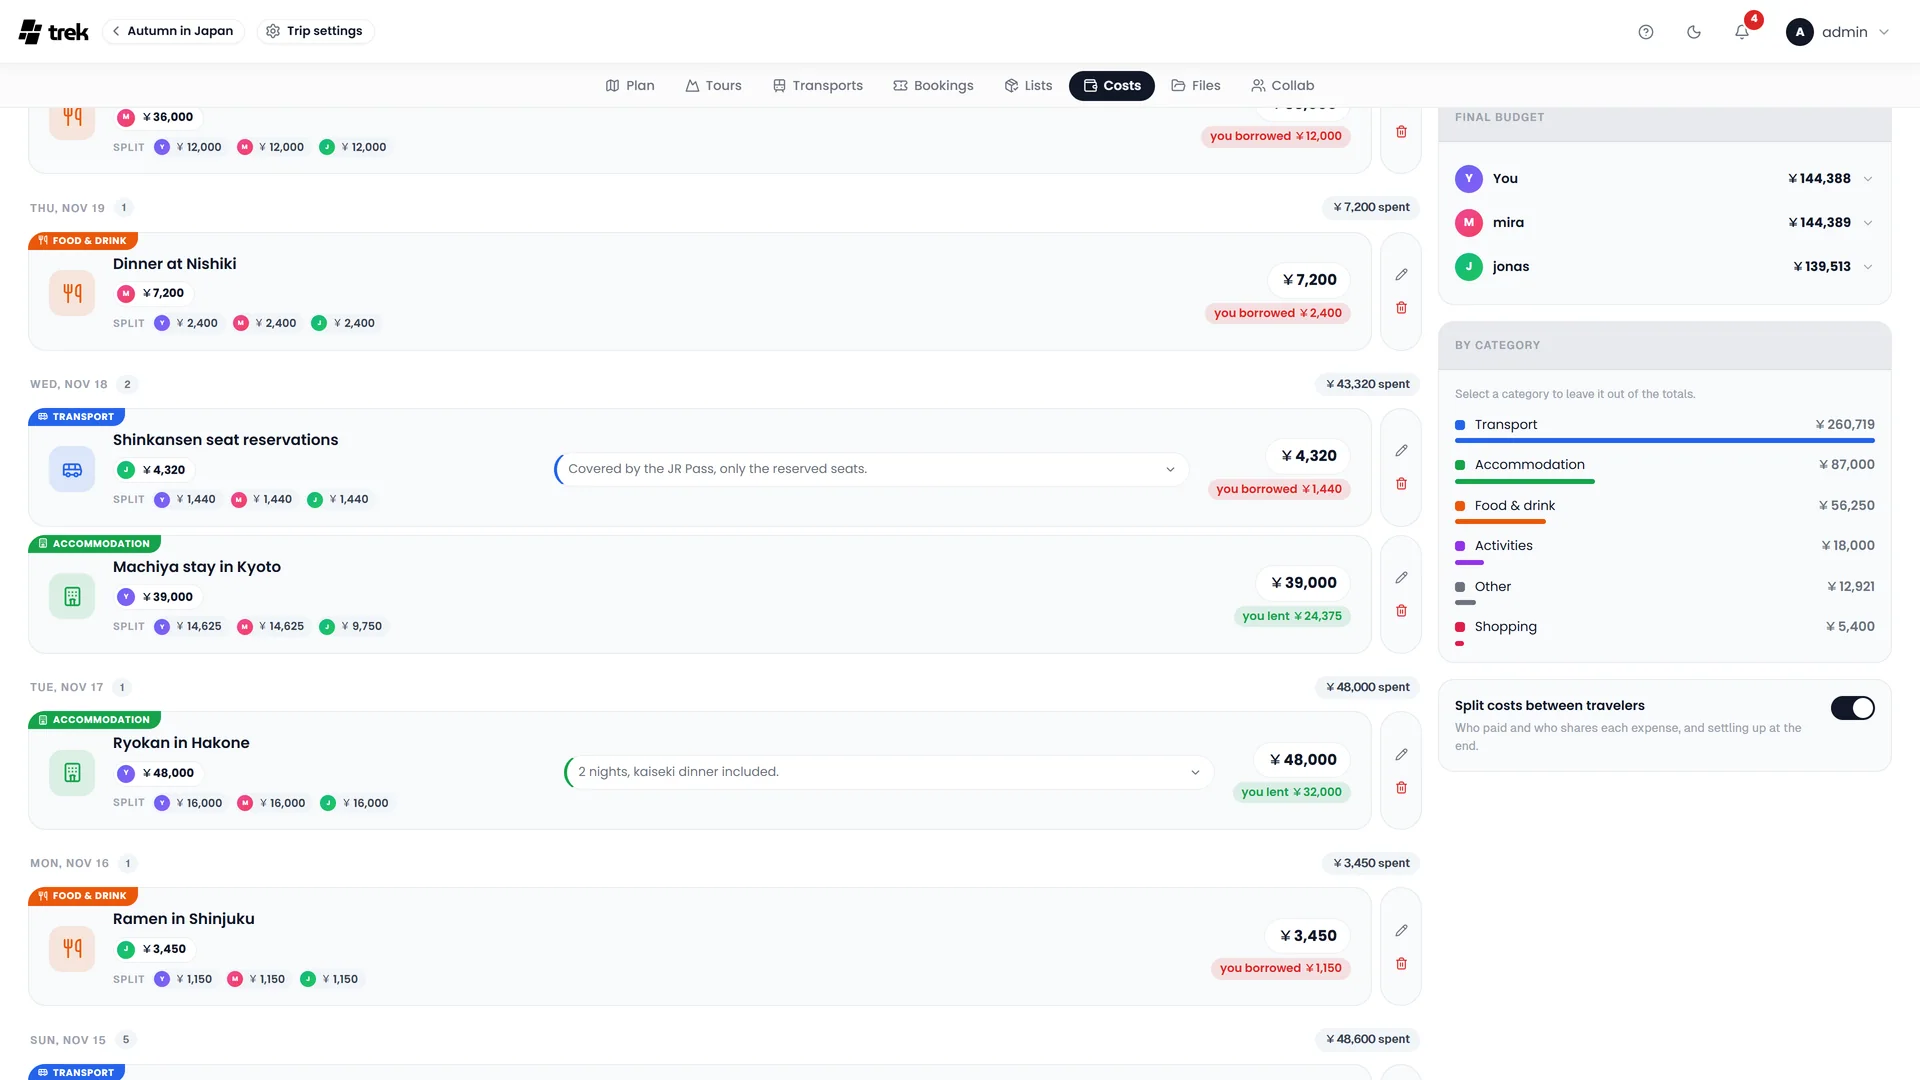 trek
Autumn in Japan
Trip settings
4
A
admin
Plan
Tours
Transports
Bookings
Lists
Costs
Files
Collab
M ¥ 36,000
you borrowed ¥ 12,000
SPLIT Y ¥ 12,000 M ¥ 12,000 J ¥ 12,000
THU, NOV 19 1
¥ 7,200 spent
FOOD & DRINK
Dinner at Nishiki
M ¥ 7,200
¥ 7,200
you borrowed ¥ 2,400
SPLIT Y ¥ 2,400 M ¥ 2,400 J ¥ 2,400
WED, NOV 18 2
¥ 43,320 spent
TRANSPORT
Shinkansen seat reservations
J ¥ 4,320
Covered by the JR Pass, only the reserved seats.
¥ 4,320
you borrowed ¥ 1,440
SPLIT Y ¥ 1,440 M ¥ 1,440 J ¥ 1,440
ACCOMMODATION
Machiya stay in Kyoto
Y ¥ 39,000
¥ 39,000
you lent ¥ 24,375
SPLIT Y ¥ 14,625 M ¥ 14,625 J ¥ 9,750
TUE, NOV 17 1
¥ 48,000 spent
ACCOMMODATION
Ryokan in Hakone
Y ¥ 48,000
2 nights, kaiseki dinner included.
¥ 48,000
you lent ¥ 32,000
SPLIT Y ¥ 16,000 M ¥ 16,000 J ¥ 16,000
MON, NOV 16 1
¥ 3,450 spent
FOOD & DRINK
Ramen in Shinjuku
J ¥ 3,450
¥ 3,450
you borrowed ¥ 1,150
SPLIT Y ¥ 1,150 M ¥ 1,150 J ¥ 1,150
SUN, NOV 15 5
¥ 48,600 spent
TRANSPORT
FINAL BUDGET
Y You ¥ 144,388
M mira ¥ 144,389
J jonas ¥ 139,513
BY CATEGORY
Select a category to leave it out of the totals.
Transport ¥ 260,719
Accommodation ¥ 87,000
Food & drink ¥ 56,250
Activities ¥ 18,000
Other ¥ 12,921
Shopping ¥ 5,400
Split costs between travelers
Who paid and who shares each expense, and settling up at the
end.